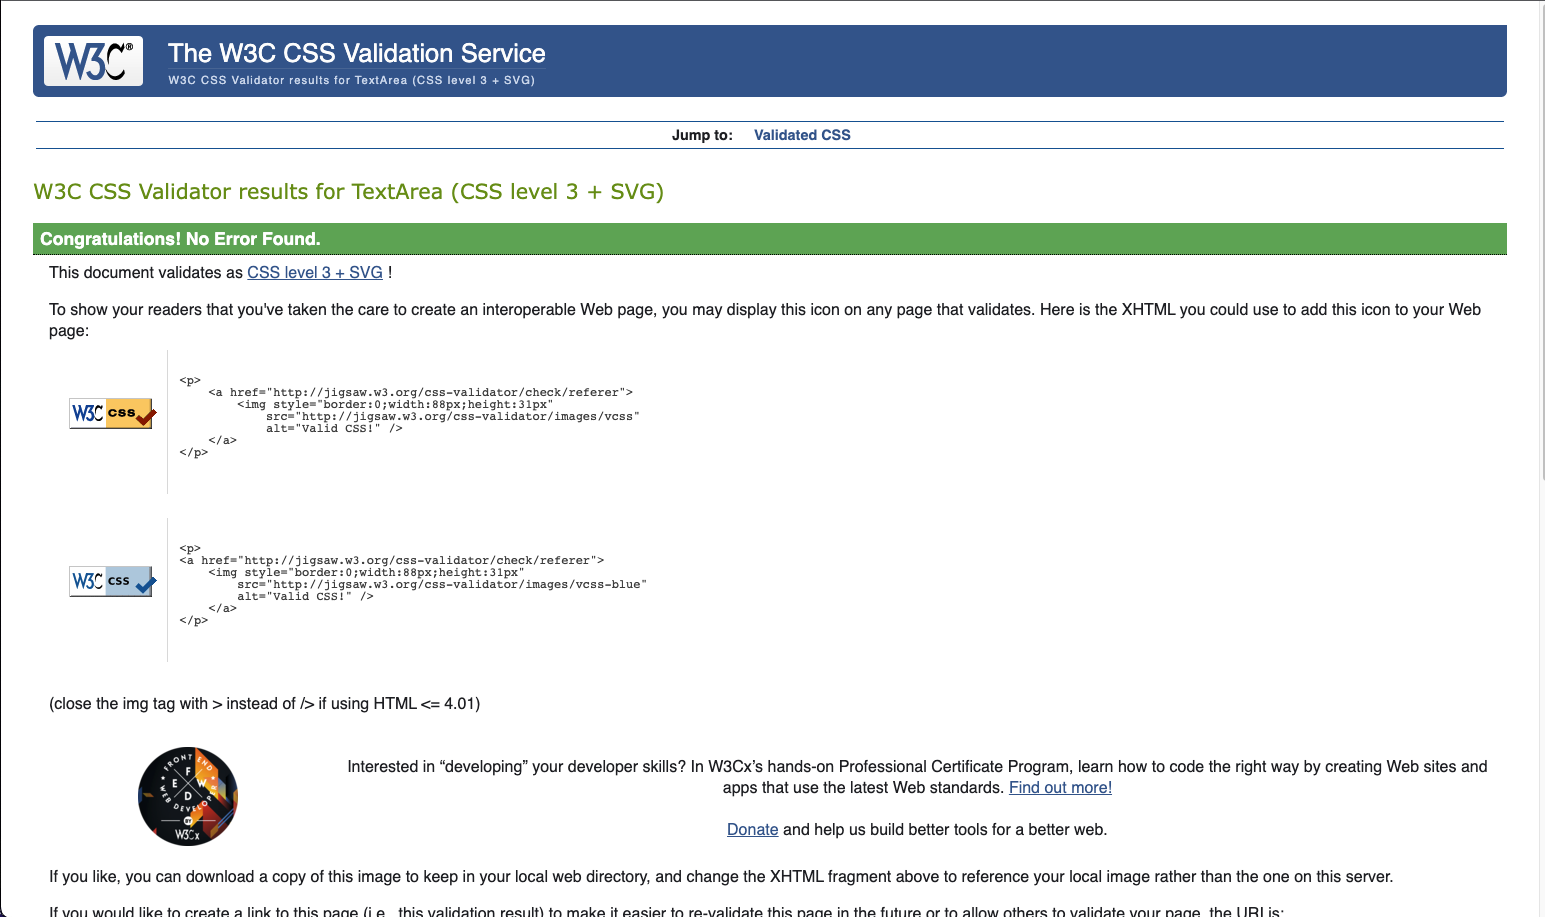 W3C®
The W3C CSS Validation Service
W3C CSS Validator results for TextArea (CSS level 3 + SVG)
Jump to: Validated CSS
W3C CSS Validator results for TextArea (CSS level 3 + SVG)
Congratulations! No Error Found.
This document validates as CSS level 3 + SVG !
To show your readers that you've taken the care to create an interoperable Web page, you may display this icon on any page that validates. Here is the XHTML you could use to add this icon to your Web
page:
W3C css
<p>
    <a href="http://jigsaw.w3.org/css-validator/check/referer">
        <img style="border:0;width:88px;height:31px"
            src="http://jigsaw.w3.org/css-validator/images/vcss"
            alt="Valid CSS!" />
    </a>
</p>
W3C css
<p>
<a href="http://jigsaw.w3.org/css-validator/check/referer">
    <img style="border:0;width:88px;height:31px"
        src="http://jigsaw.w3.org/css-validator/images/vcss-blue"
        alt="Valid CSS!" />
    </a>
</p>
(close the img tag with > instead of /> if using HTML <= 4.01)
FRONT END
F
E W
D
WEB DEVELOPER
BY
W3Cx
Interested in “developing” your developer skills? In W3Cx’s hands-on Professional Certificate Program, learn how to code the right way by creating Web sites and
apps that use the latest Web standards. Find out more!
Donate and help us build better tools for a better web.
If you like, you can download a copy of this image to keep in your local web directory, and change the XHTML fragment above to reference your local image rather than the one on this server.
If you would like to create a link to this page (i.e., this validation result) to make it easier to re-validate this page in the future or to allow others to validate your page, the URI is: